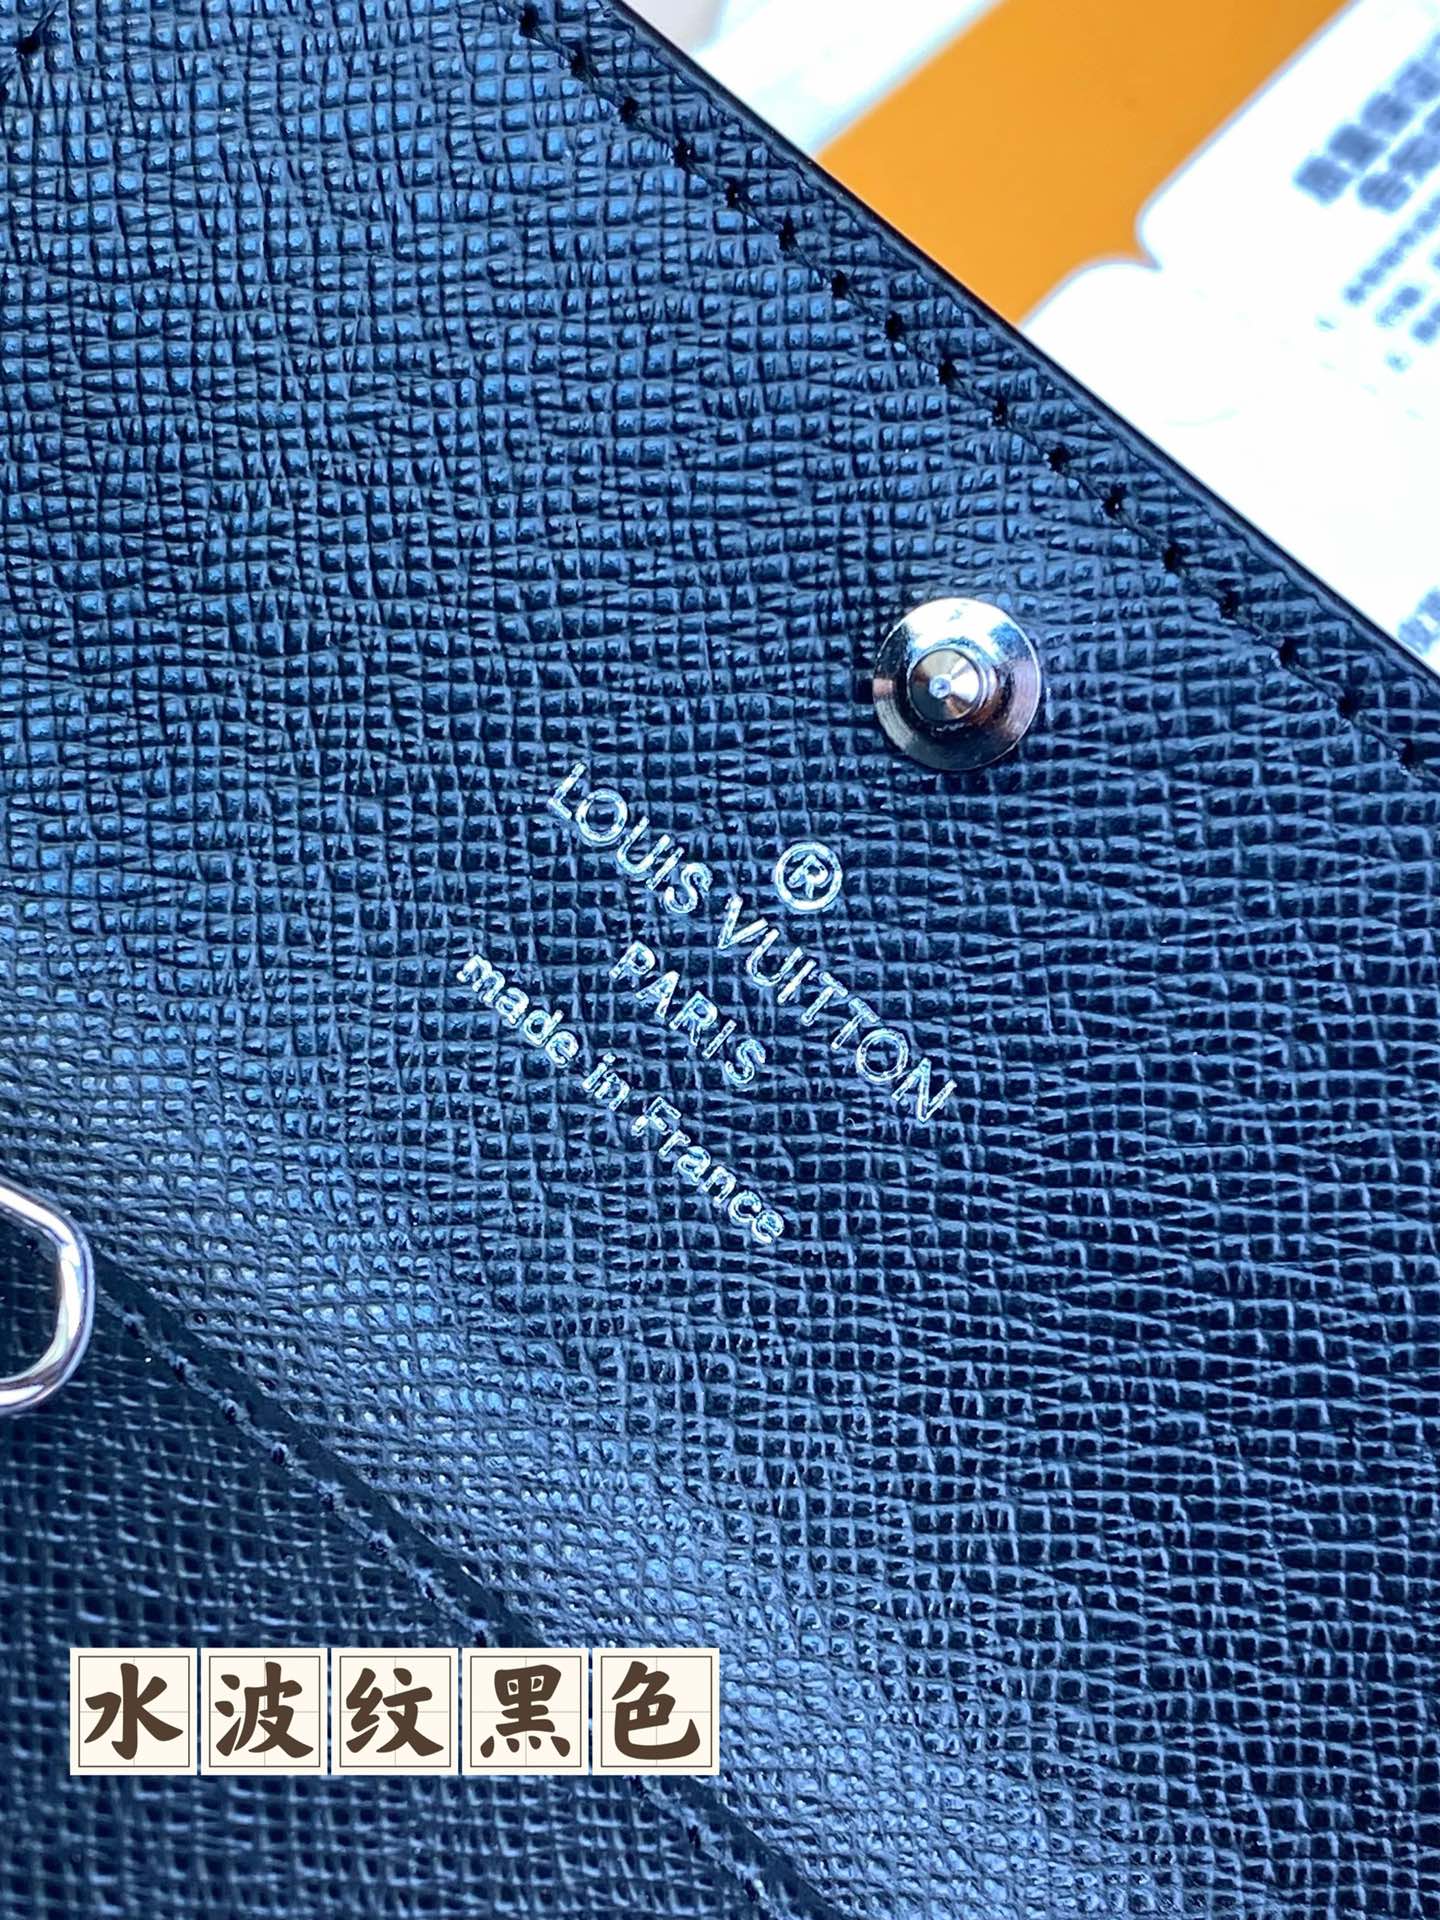 LOUIS VUITTON®
PARIS
made in France
水波纹黑色